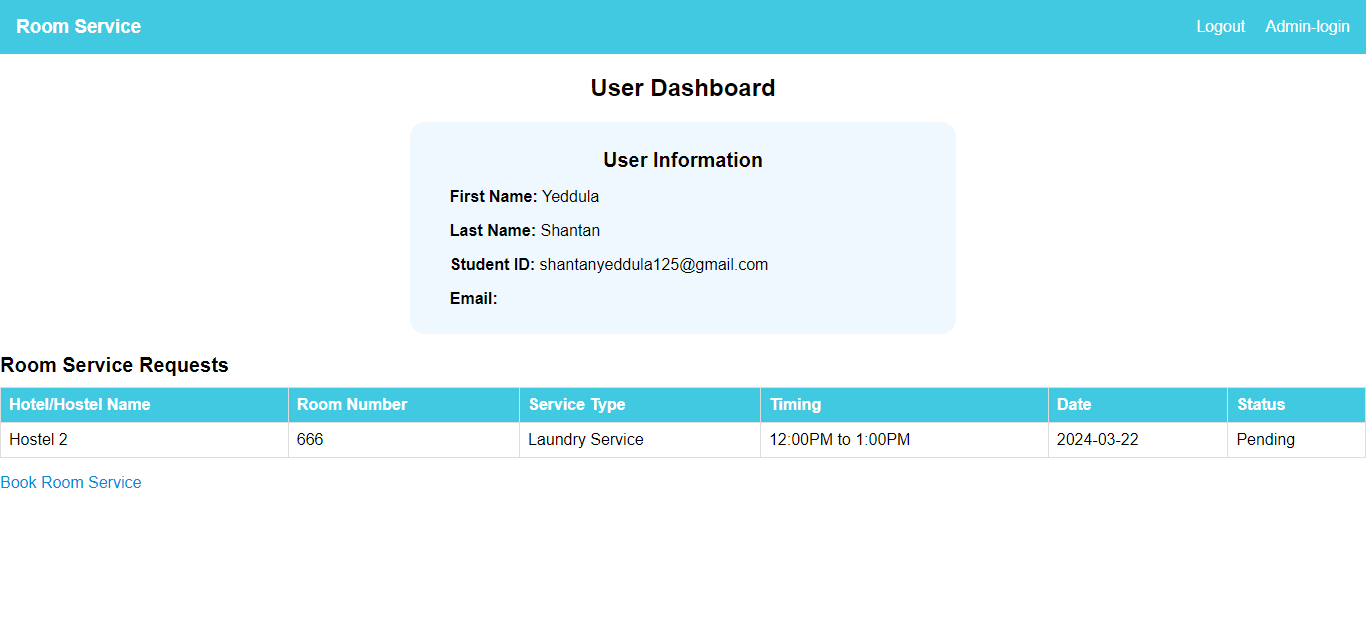 Room Service Logout Admin-login
User Dashboard
User Information
First Name: Yeddula
Last Name: Shantan
Student ID: shantanyeddula125@gmail.com
Email:
Room Service Requests
Hotel/Hostel Name Room Number Service Type Timing Date Status
Hostel 2 666 Laundry Service 12:00PM to 1:00PM 2024-03-22 Pending
Book Room Service